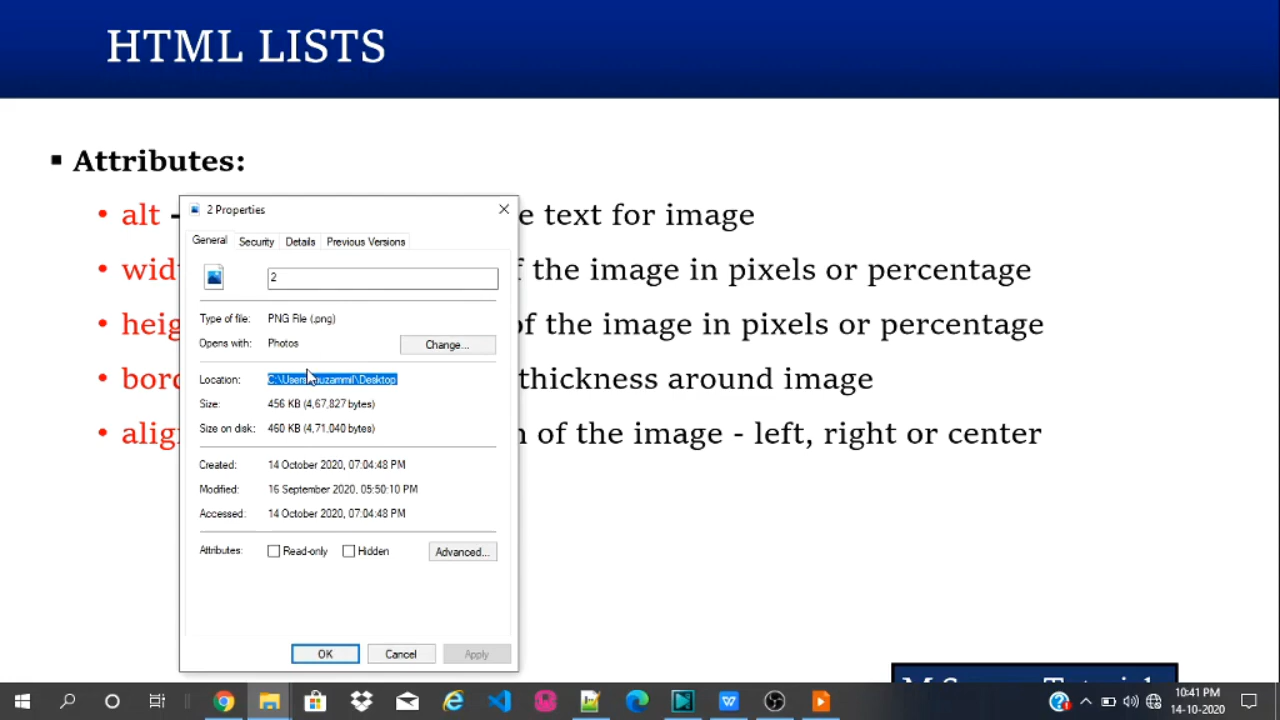 HTML LISTS
Attributes:
alt - e text for image
f the image in pixels or percentage
of the image in pixels or percentage
thickness around image
n of the image - left, right or center
2 Properties
General Security Details Previous Versions
2
Type of file: PNG File (.png)
Opens with: Photos Change...
Location: C:\Users\muzammil\Desktop
Size: 456 KB (4,67,827 bytes)
Size on disk: 460 KB (4,71,040 bytes)
Created: 14 October 2020, 07:04:48 PM
Modified: 16 September 2020, 05:50:10 PM
Accessed: 14 October 2020, 07:04:48 PM
Attributes: Read-only Hidden Advanced...
OK Cancel Apply
10:41 PM
14-10-2020